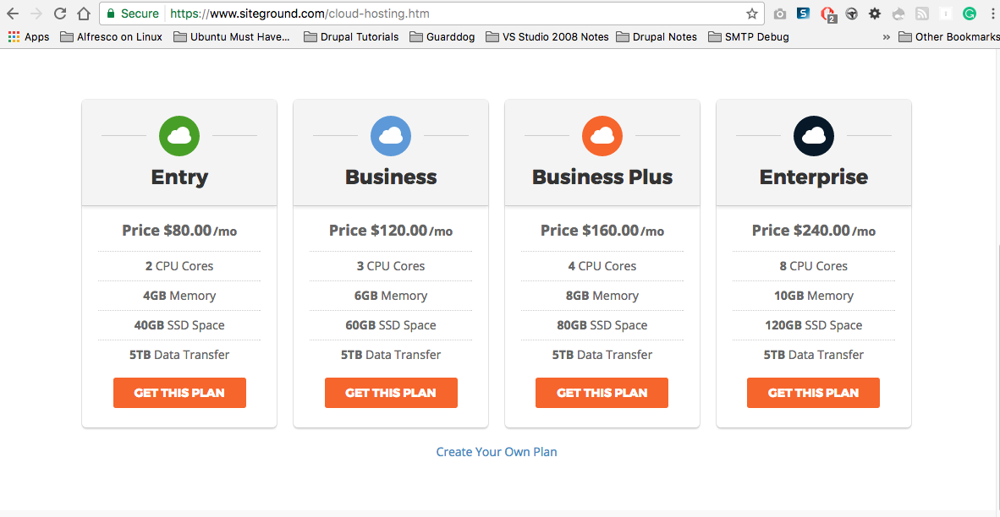 Secure https://www.siteground.com/cloud-hosting.htm
S
2
Apps Alfresco on Linux Ubuntu Must Have... Drupal Tutorials Guarddog VS Studio 2008 Notes Drupal Notes SMTP Debug » Other Bookmarks
Entry
Price $80.00/mo
2 CPU Cores
4GB Memory
40GB SSD Space
5TB Data Transfer
GET THIS PLAN
Business
Price $120.00/mo
3 CPU Cores
6GB Memory
60GB SSD Space
5TB Data Transfer
GET THIS PLAN
Business Plus
Price $160.00/mo
4 CPU Cores
8GB Memory
80GB SSD Space
5TB Data Transfer
GET THIS PLAN
Enterprise
Price $240.00/mo
8 CPU Cores
10GB Memory
120GB SSD Space
5TB Data Transfer
GET THIS PLAN
Create Your Own Plan